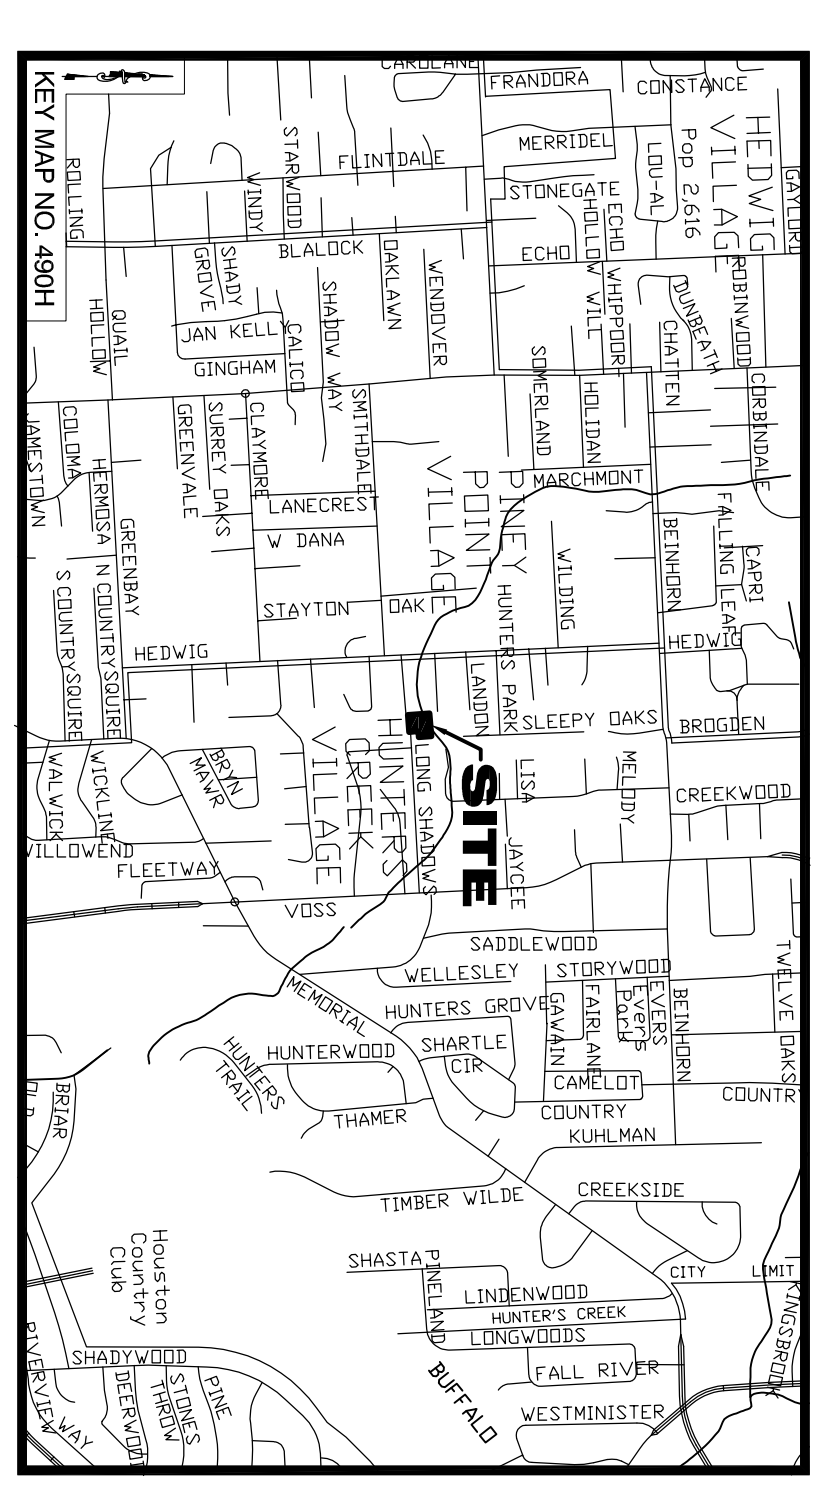 CAROLANE
FRANDORA
CONSTANCE
KEY MAP NO. 490H
HEDWIG
VILLAGE
Pop 2,616
MERRIDEL
LOU-AL
STARWOOD
FLINTDALE
ROLLING
WINDY
STONEGATE
ECHO
HOLLOW
ECHO
BLALOCK
SHADY
GROVE
OAKLAWN
WENDOVER
SHADOW WAY
WHIPPOOR
WILL
DUNBEATH
ROBINWOOD
QUAIL
HOLLOW
JAN KELLY
CALICO
GINGHAM
CHATTEN
SOMERLAND
HOLIDAN
CORBINDALE
SMITHDALE
CLAYMORE
SURREY OAKS
GREENVALE
COLOMA
JAMESTOWN
HERMOSA
MARCHMONT
LANECREST
PINEY
POINT
VILLAGE
W DANA
GREENBAY
BEINHORN
FALLING LEAF
CAPRI
WILDING
N COUNTRYSQUIRE
S COUNTRYSQUIRE
STAYTON
OAK
HUNTERS PARK
HEDWIG
HEDWIG
LANDON
SLEEPY OAKS
BROGDEN
HUNTERS
CREEK
VILLAGE
LONG SHADOWS
SITE
LISA
MELODY
CREEKWOOD
BRYN
MAWR
WALWICK
WICKLINE
WILLOWEND
JAYCEE
FLEETWAY
VOSS
SADDLEWOOD
TWELVE OAKS
WELLESLEY
STORYWOOD
MEMORIAL
HUNTERS GROVE
GAWAIN
FAIRLANE
Evers
Park
EVERS
BEINHORN
HUNTERS
TRAIL
HUNTERWOOD
SHARTLE
CIR
CAMELOT
COUNTRY
BRIAR
THAMER
COUNTRY
KUHLMAN
TIMBER WILDE
CREEKSIDE
Houston
Country
Club
SHASTA
PINELAND
CITY LIMIT
LINDENWOOD
HUNTER'S CREEK
KINGSBROOK
LONGWOODS
SHADYWOOD
FALL RIVER
BUFFALO
RIVERVIEW
WAY
DEERWOOD
STONES
THROW
PINE
WESTMINISTER